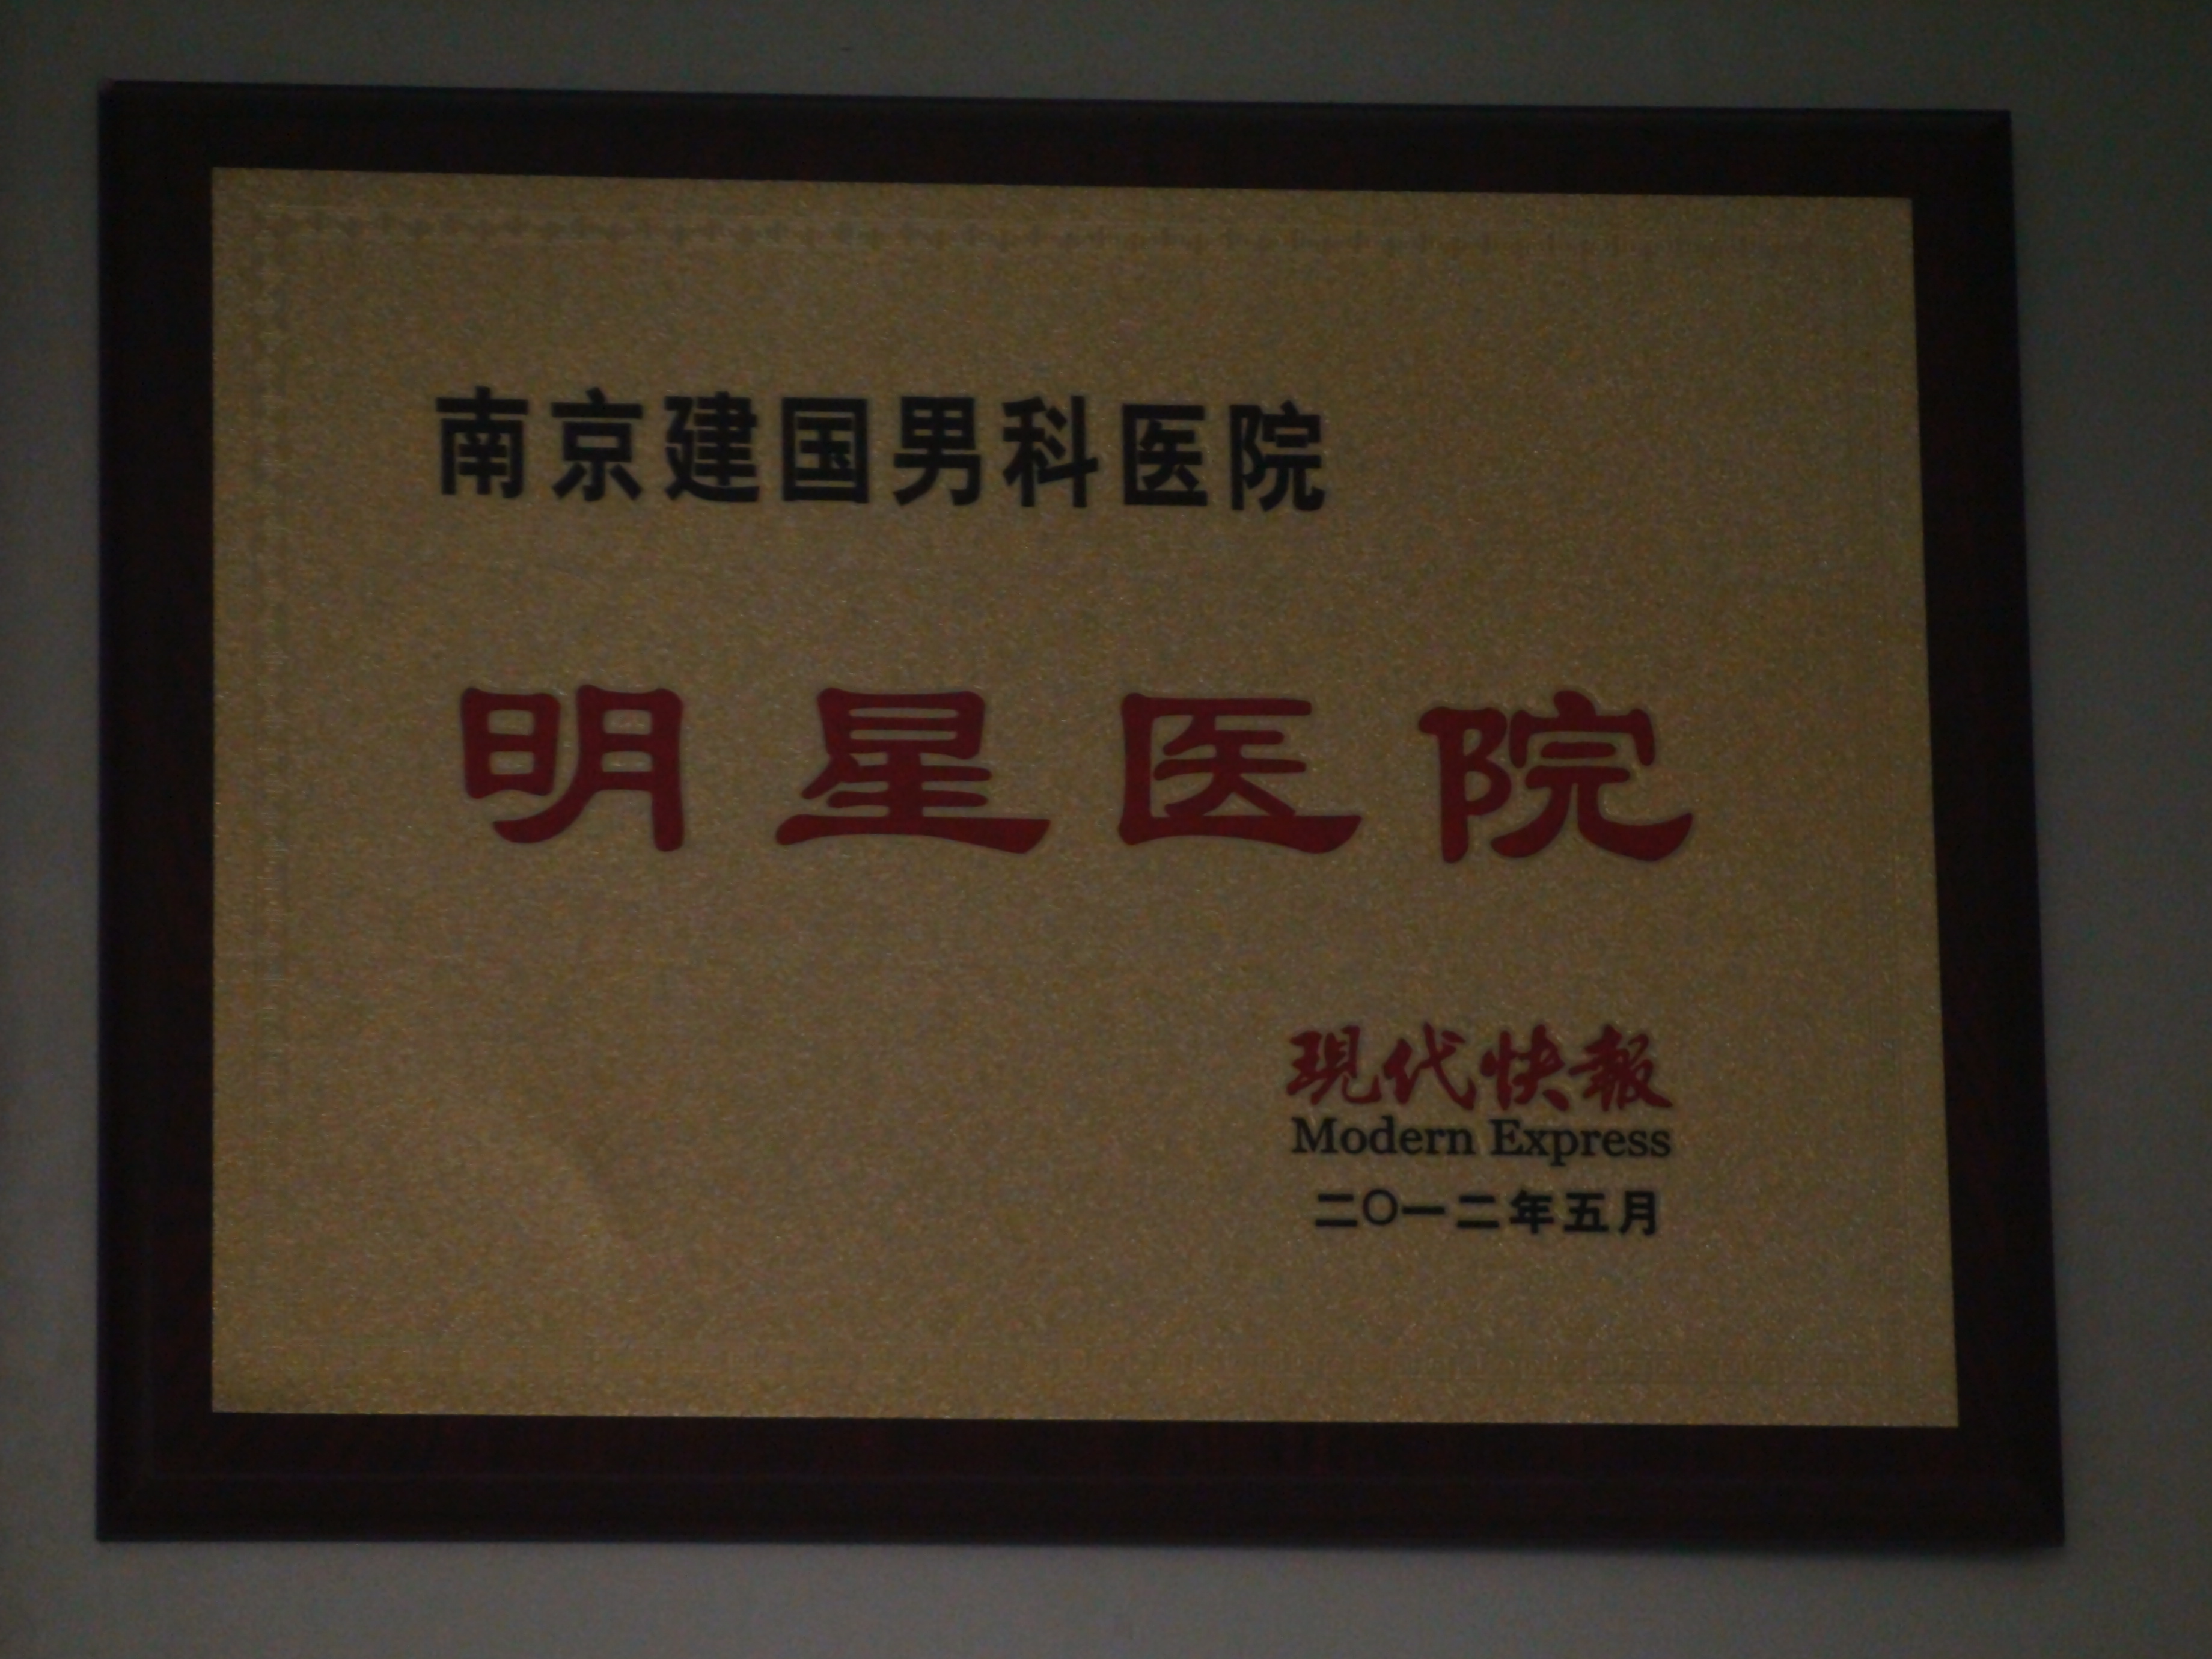 南京建国男科医院
明星医院
現代快報
Modern Express
二〇一二年五月